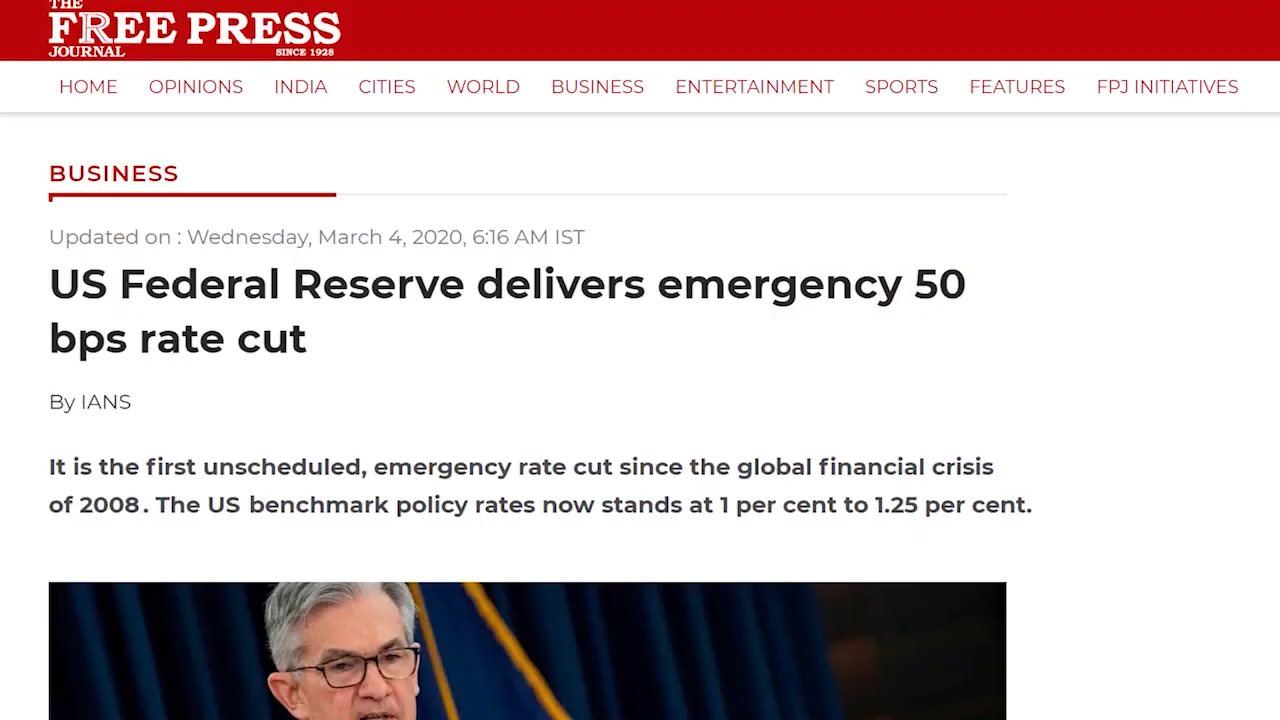 THE
FREE PRESS
JOURNAL SINCE 1928
HOME OPINIONS INDIA CITIES WORLD BUSINESS ENTERTAINMENT SPORTS FEATURES FPJ INITIATIVES
BUSINESS
Updated on : Wednesday, March 4, 2020, 6:16 AM IST
US Federal Reserve delivers emergency 50
bps rate cut
By IANS
It is the first unscheduled, emergency rate cut since the global financial crisis
of 2008. The US benchmark policy rates now stands at 1 per cent to 1.25 per cent.